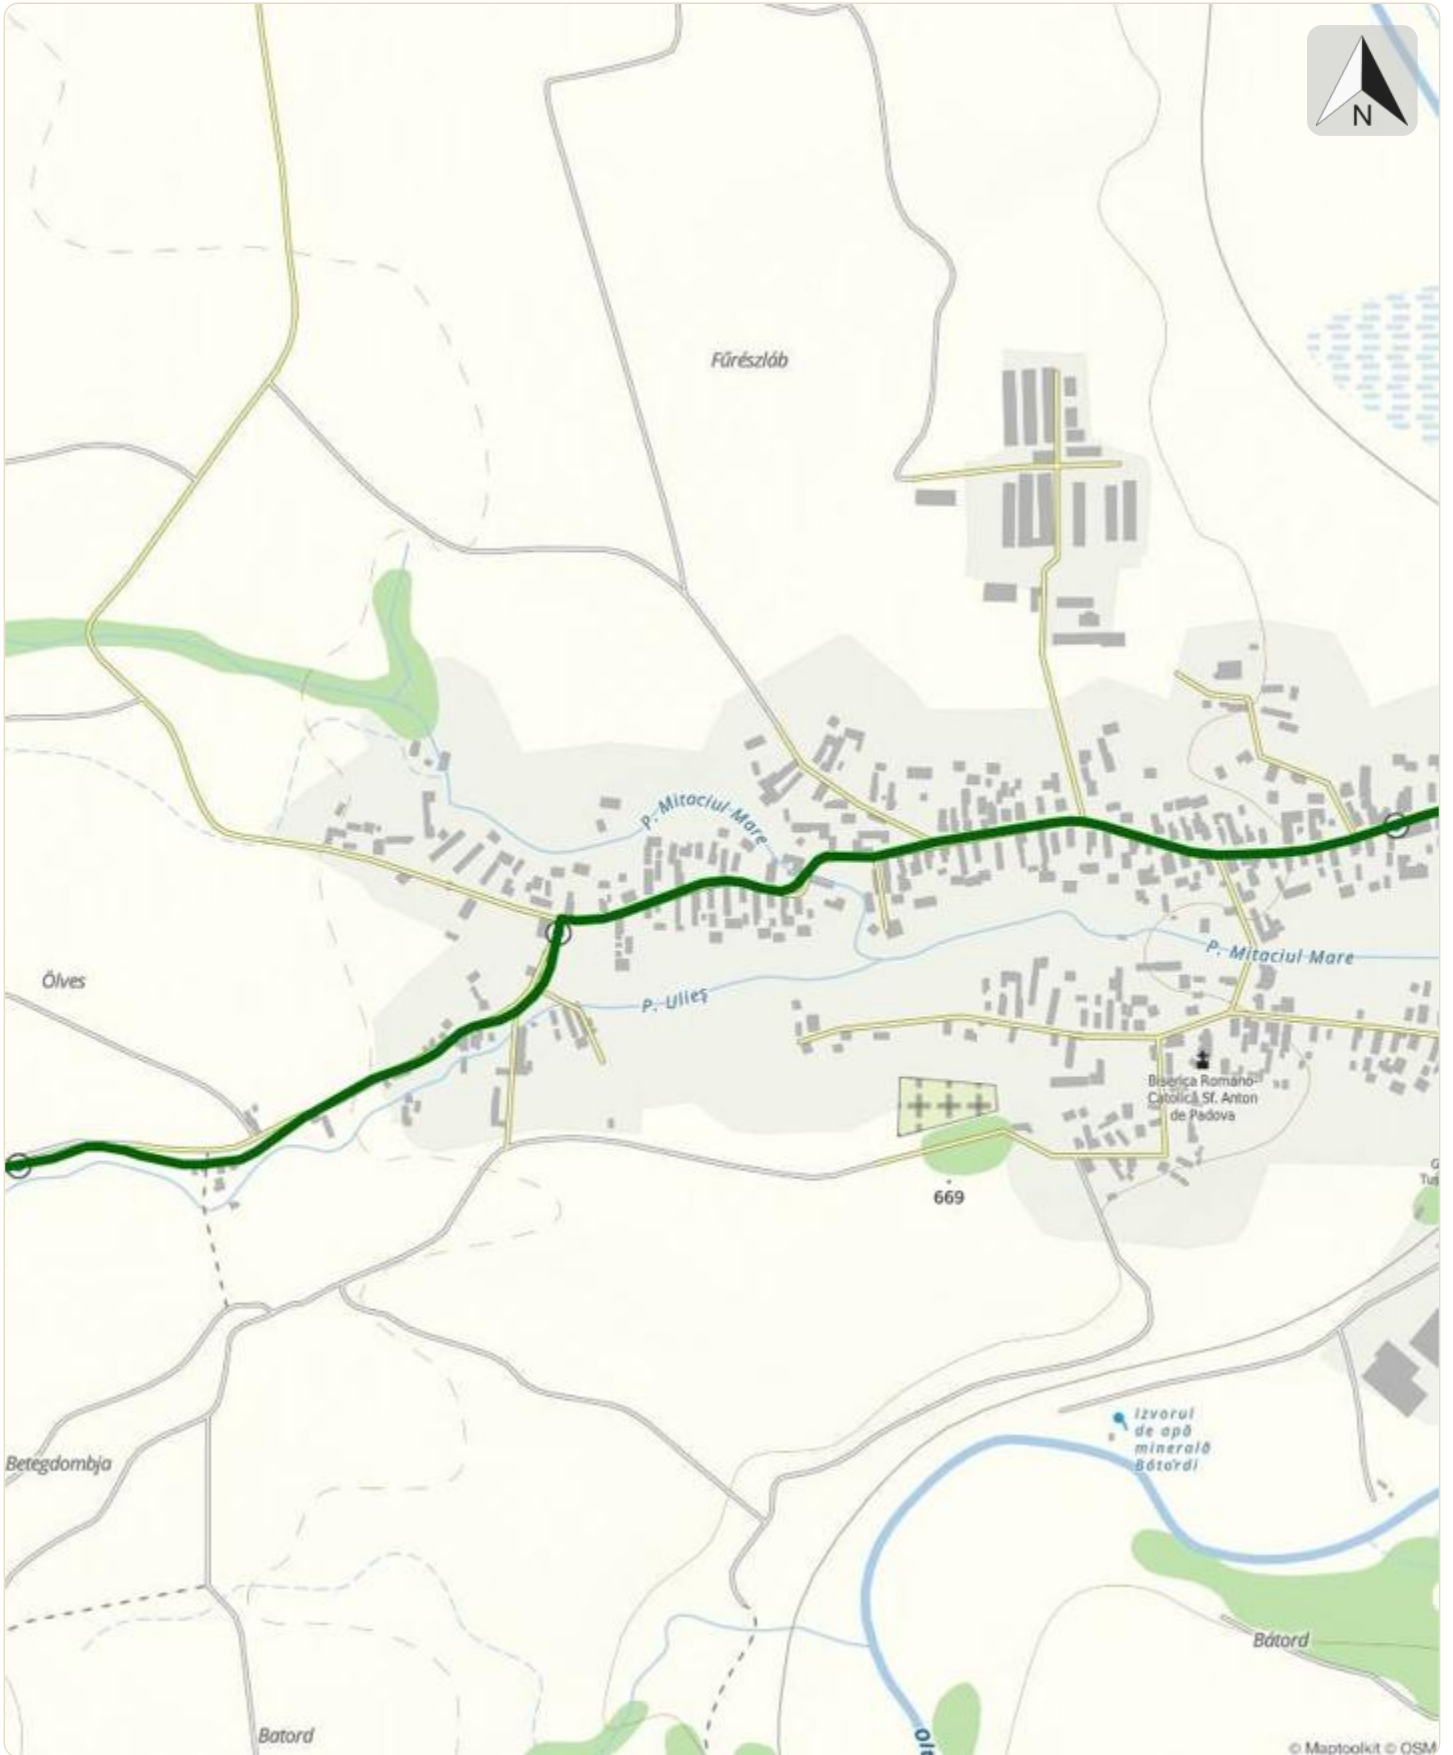 N
Fűrészláb
P. Mitaciul Mare
Ölves
P. Ulieș
P. Mitaciul Mare
Biserica Romano-
Catolică Sf. Anton
de Padova
669
Izvorul
de apă
minerală
Bátordi
Betegdombja
Bátord
Batord
© Maptoolkit © OSM